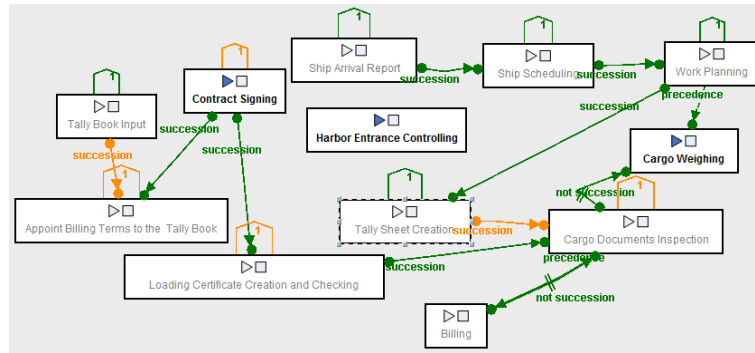 1
1
1
1
1
Ship Arrival Report
succession
Ship Scheduling
succession
Work Planning
Tally Book Input
Contract Signing
succession
succession
precedence
Harbor Entrance Controlling
succession
succession
Cargo Weighing
1
1
1
not succession
Appoint Billing Terms to the Tally Book
Tally Sheet Creation
succession
Cargo Documents Inspection
1
Loading Certificate Creation and Checking
succession
precedence
not succession
Billing